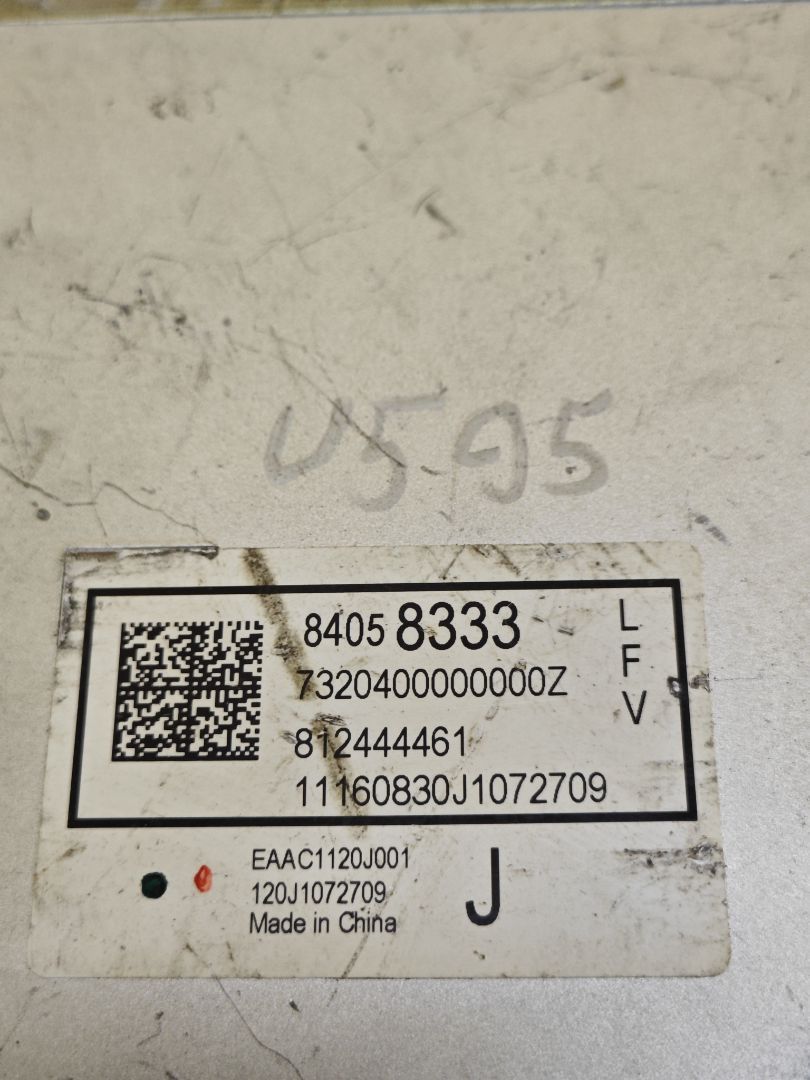 U595
8405 8333
7320400000000Z
812444461
11160830J1072709
L
F
V
EAAC1120J001
120J1072709
Made in China
J